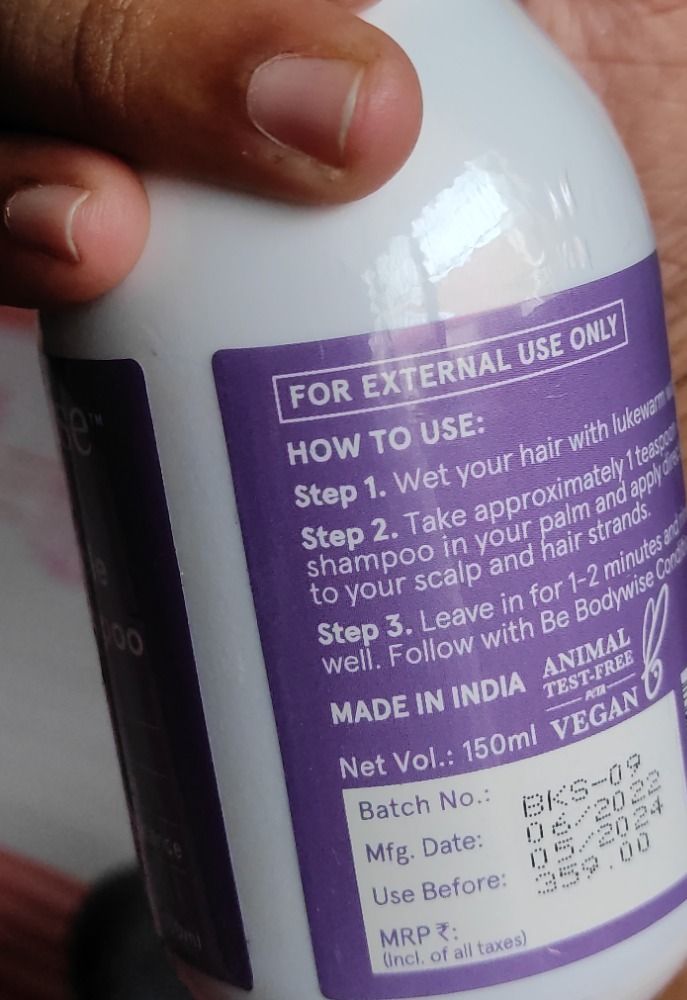 FOR EXTERNAL USE ONLY
HOW TO USE:
Step 1. Wet your hair with lukewarm
Step 2. Take approximately 1
shampoo in your palm and apply
to your scalp and hair strands.
Step 3. Leave in for 1-2 minutes and
well. Follow with Be Bodywise
MADE IN INDIA
ANIMAL
TEST-FREE
PETA
VEGAN
Net Vol.: 150ml
Batch No.: BKS-09
Mfg. Date: 06/2022
Use Before: 05/2024
MRP ₹: 359.00
(Incl. of all taxes)